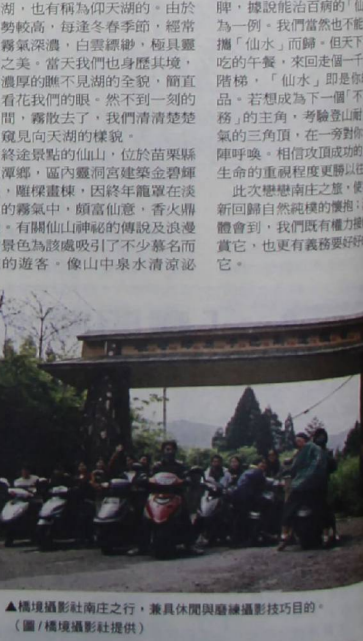 湖，也有稱為仰天湖的。由於
勢較高，每逢冬春季節，經常
霧氣深濃，白雲縹緲，極具靈
之美。當天我們也身歷其境，
濃厚的瞧不見湖的全貌，簡直
看花我們的眼。然不到一刻的
間，霧散去了，我們清清楚楚
窺見向天湖的樣貌。
終途景點的仙山，位於苗栗縣
潭鄉，區內靈洞宮建築金碧輝
，雕樑畫棟，因終年籠罩在淡
的霧氣中，頗富仙意，香火鼎
。有關仙山神祕的傳說及浪漫
景色為該處吸引了不少慕名而
的遊客。像山中泉水清涼泌
脾，據說能治百病的「仙
為一例。我們當然也不能
攜「仙水」而歸。但天下
吃的午餐，來回走個一千
階梯，「仙水」即是你
品。若想成為下一個「不
務」的主角，考驗登山耐
氣的三角頂，在一旁對你
陣呼喚。相信攻頂成功的
生命的重視程度更勝以往
此次戀戀南庄之旅，使
新回歸自然純樸的懷抱；
體會到，我們既有權力接
賞它，也更有義務要好好
它。
▲橋境攝影社南庄之行，兼具休閒與磨練攝影技巧目的。
（圖／橋境攝影社提供）